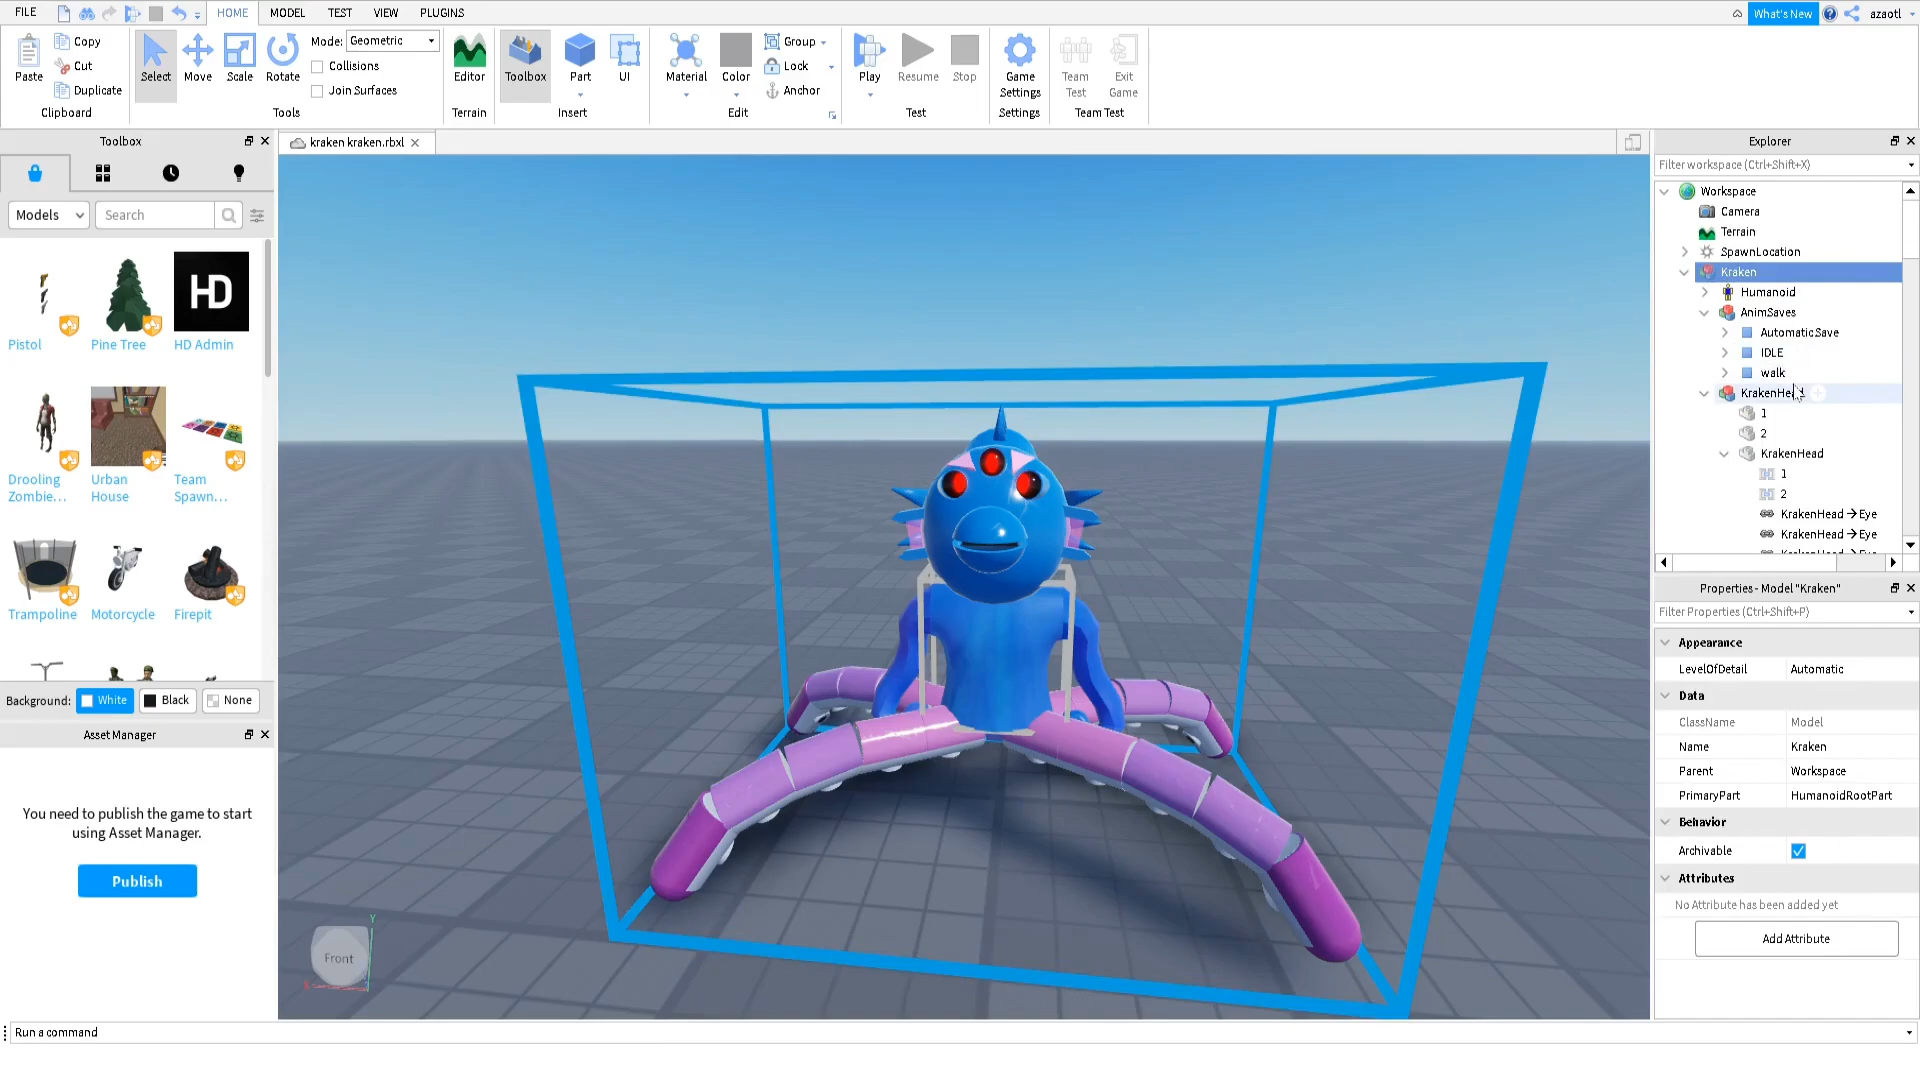 FILE HOME MODEL TEST VIEW PLUGINS What's New azaotl
Paste Copy Cut Duplicate Clipboard
Select Move Scale Rotate Mode: Geometric Collisions Join Surfaces Tools
Editor Terrain
Toolbox Part UI Insert
Material Color Group Lock Anchor Edit
Play Resume Stop Test
Game Settings Settings
Team Test Exit Game Team Test
Toolbox
Models Search
Pistol Pine Tree HD Admin
HD
Drooling Zombie... Urban House Team Spawn...
Trampoline Motorcycle Firepit
Background: White Black None
Asset Manager
You need to publish the game to start
using Asset Manager.
Publish
kraken kraken.rbxl
Front
Y
Explorer
Filter workspace (Ctrl+Shift+X)
Workspace
Camera
Terrain
SpawnLocation
Kraken
Humanoid
AnimSaves
Automatic Save
IDLE
walk
1
2
KrakenHead
1
2
KrakenHead->Eye
KrakenHead->Eye
Properties - Model "Kraken"
Filter Properties (Ctrl+Shift+P)
Appearance
LevelOfDetail Automatic
Data
ClassName Model
Name Kraken
Parent Workspace
PrimaryPart HumanoidRootPart
Behavior
Archivable
Attributes
No Attribute has been added yet
Add Attribute
Run a command